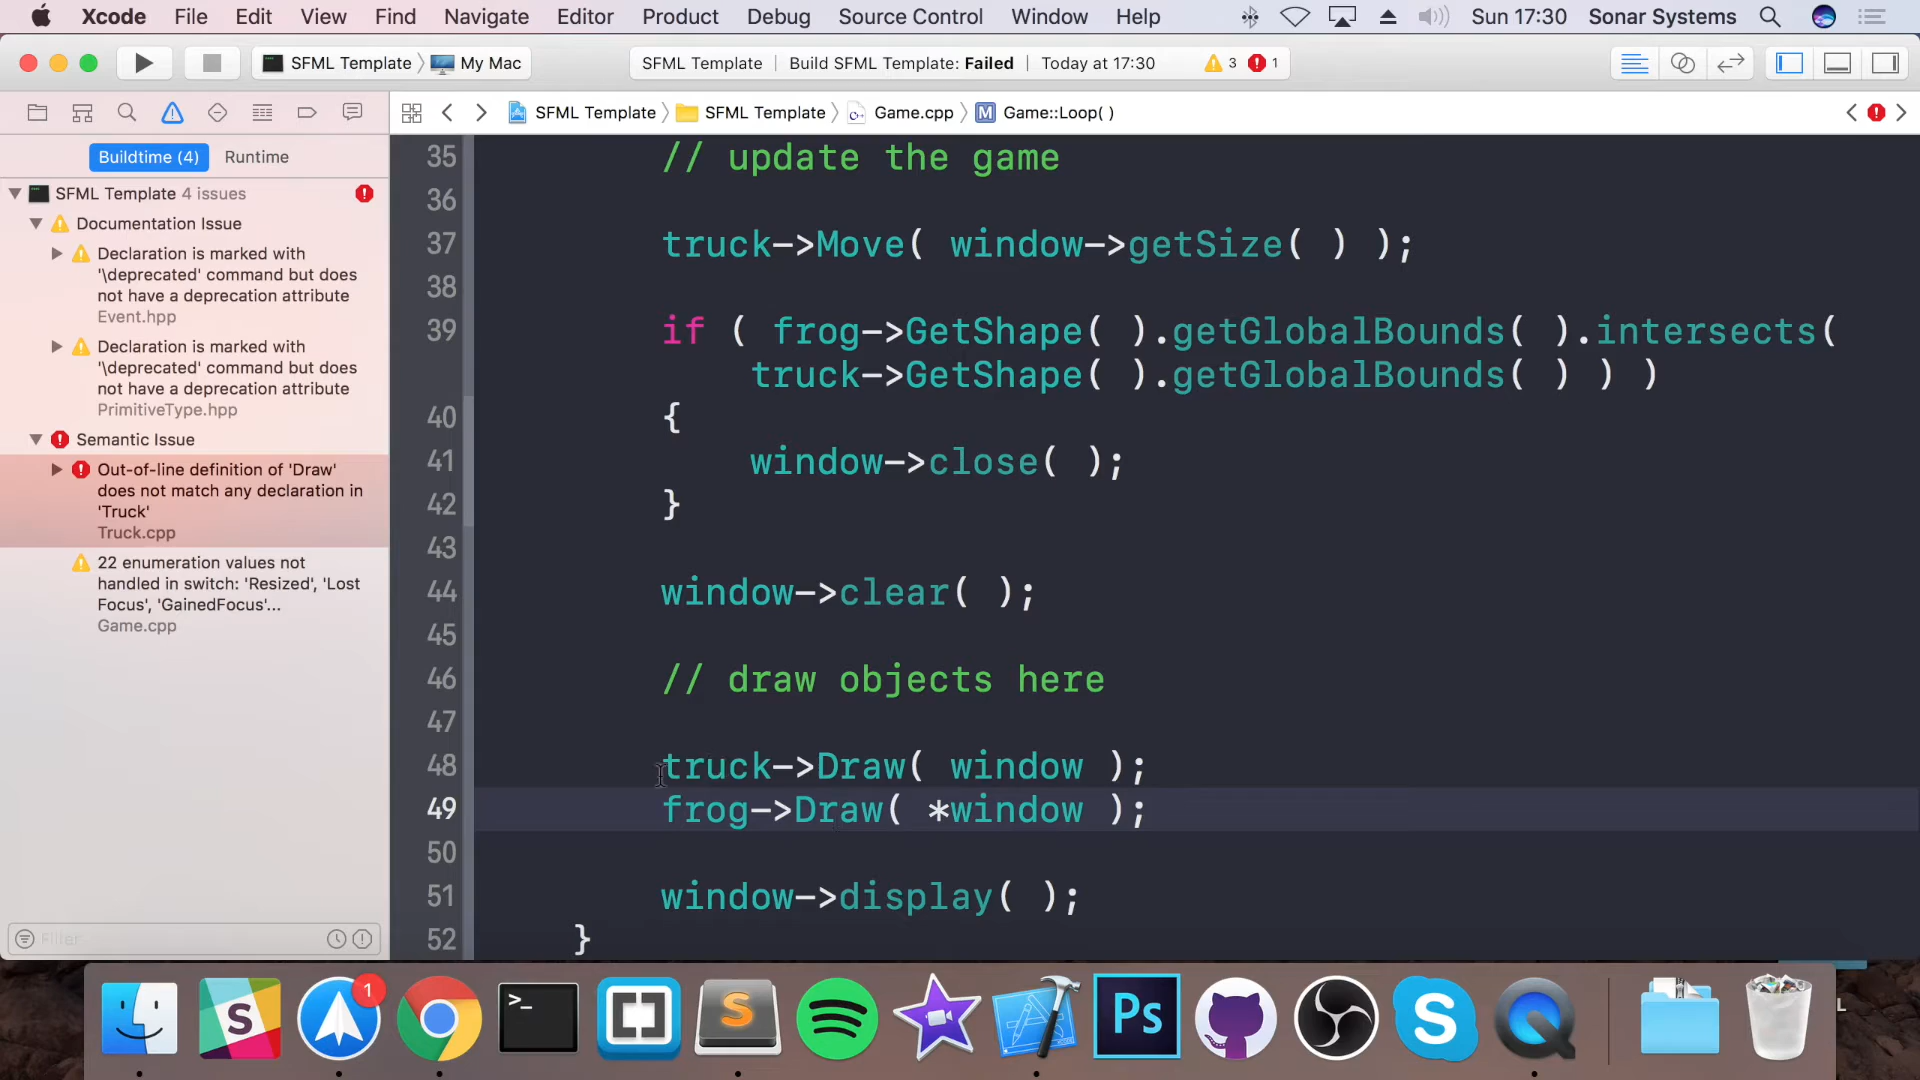 Xcode File Edit View Find Navigate Editor Product Debug Source Control Window Help Sun 17:30 Sonar Systems
SFML Template My Mac SFML Template Build SFML Template: Failed Today at 17:30 3 1
SFML Template SFML Template Game.cpp Game::Loop( )
Buildtime (4) Runtime
SFML Template 4 issues
Documentation Issue
Declaration is marked with
'\deprecated' command but does
not have a deprecation attribute
Event.hpp
Declaration is marked with
'\deprecated' command but does
not have a deprecation attribute
PrimitiveType.hpp
Semantic Issue
Out-of-line definition of 'Draw'
does not match any declaration in
'Truck'
Truck.cpp
22 enumeration values not
handled in switch: 'Resized', 'Lost
Focus', 'GainedFocus'...
Game.cpp
Filter
35 // update the game
36
37 truck->Move( window->getSize( ) );
38
39 if ( frog->GetShape( ).getGlobalBounds( ).intersects(
truck->GetShape( ).getGlobalBounds( ) ) )
40 {
41 window->close( );
42 }
43
44 window->clear( );
45
46 // draw objects here
47
48 truck->Draw( window );
49 frog->Draw( *window );
50
51 window->display( );
52 }
S 1 >_ S Ps S